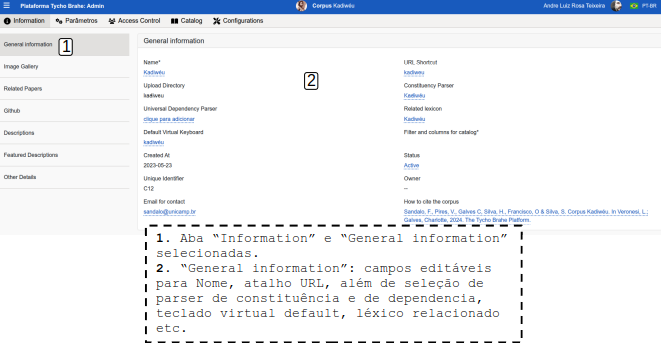 Plataforma Tycho Brahe: Admin
Corpus Kadiwéu
Andre Luiz Rosa Teixeira
PT-BR
Information
Parâmetros
Access Control
Catalog
Configurations
General information
1
Image Gallery
Related Papers
Github
Descriptions
Featured Descriptions
Other Details
General information
2
Name*
URL Shortcut
Kadiwéu
kadiweu
Upload Directory
Constituency Parser
kadiweu
Kadiwéu
Universal Dependency Parser
Related lexicon
clique para adicionar
Kadiwéu
Default Virtual Keyboard
Filter and columns for catalog*
kadiweu
Created At
Status
2023-05-23
Active
Unique Identifier
Owner
C12
--
Email for contact
How to cite the corpus
sandalo@unicamp.br
Sandalo, F., Pires, V., Galves C, Silva, H., Francisco, O & Silva, S. Corpus Kadiwéu. In Veronesi, L.;
Galves, Charlotte, 2024. The Tycho Brahe Platform.
1. Aba “Information” e “General information”
selecionadas.
2. “General information”: campos editáveis
para Nome, atalho URL, além de seleção de
parser de constituência e de dependencia,
teclado virtual default, léxico relacionado
etc.